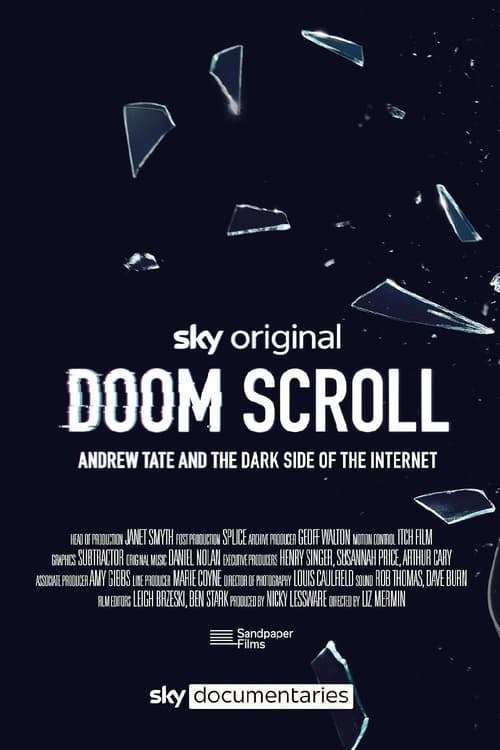 sky original
DOOM SCROLL
ANDREW TATE AND THE DARK SIDE OF THE INTERNET
HEAD OF PRODUCTION JANET SMYTH POST PRODUCTION SPLICE ARCHIVE PRODUCER GEOFF WALTON MOTION CONTROL ITCH FILM
GRAPHICS SUBTRACTOR ORIGINAL MUSIC DANIEL NOLAN EXECUTIVE PRODUCERS HENRY SINGER, SUSANNAH PRICE, ARTHUR CARY
ASSOCIATE PRODUCER AMY GIBBS LINE PRODUCER MARIE COYNE DIRECTOR OF PHOTOGRAPHY LOUIS CAULFIELD SOUND ROB THOMAS, DAVE BURN
FILM EDITORS LEIGH BRZESKI, BEN STARK PRODUCED BY NICKY LESSWARE DIRECTED BY LIZ MERMIN
Sandpaper
Films
sky documentaries